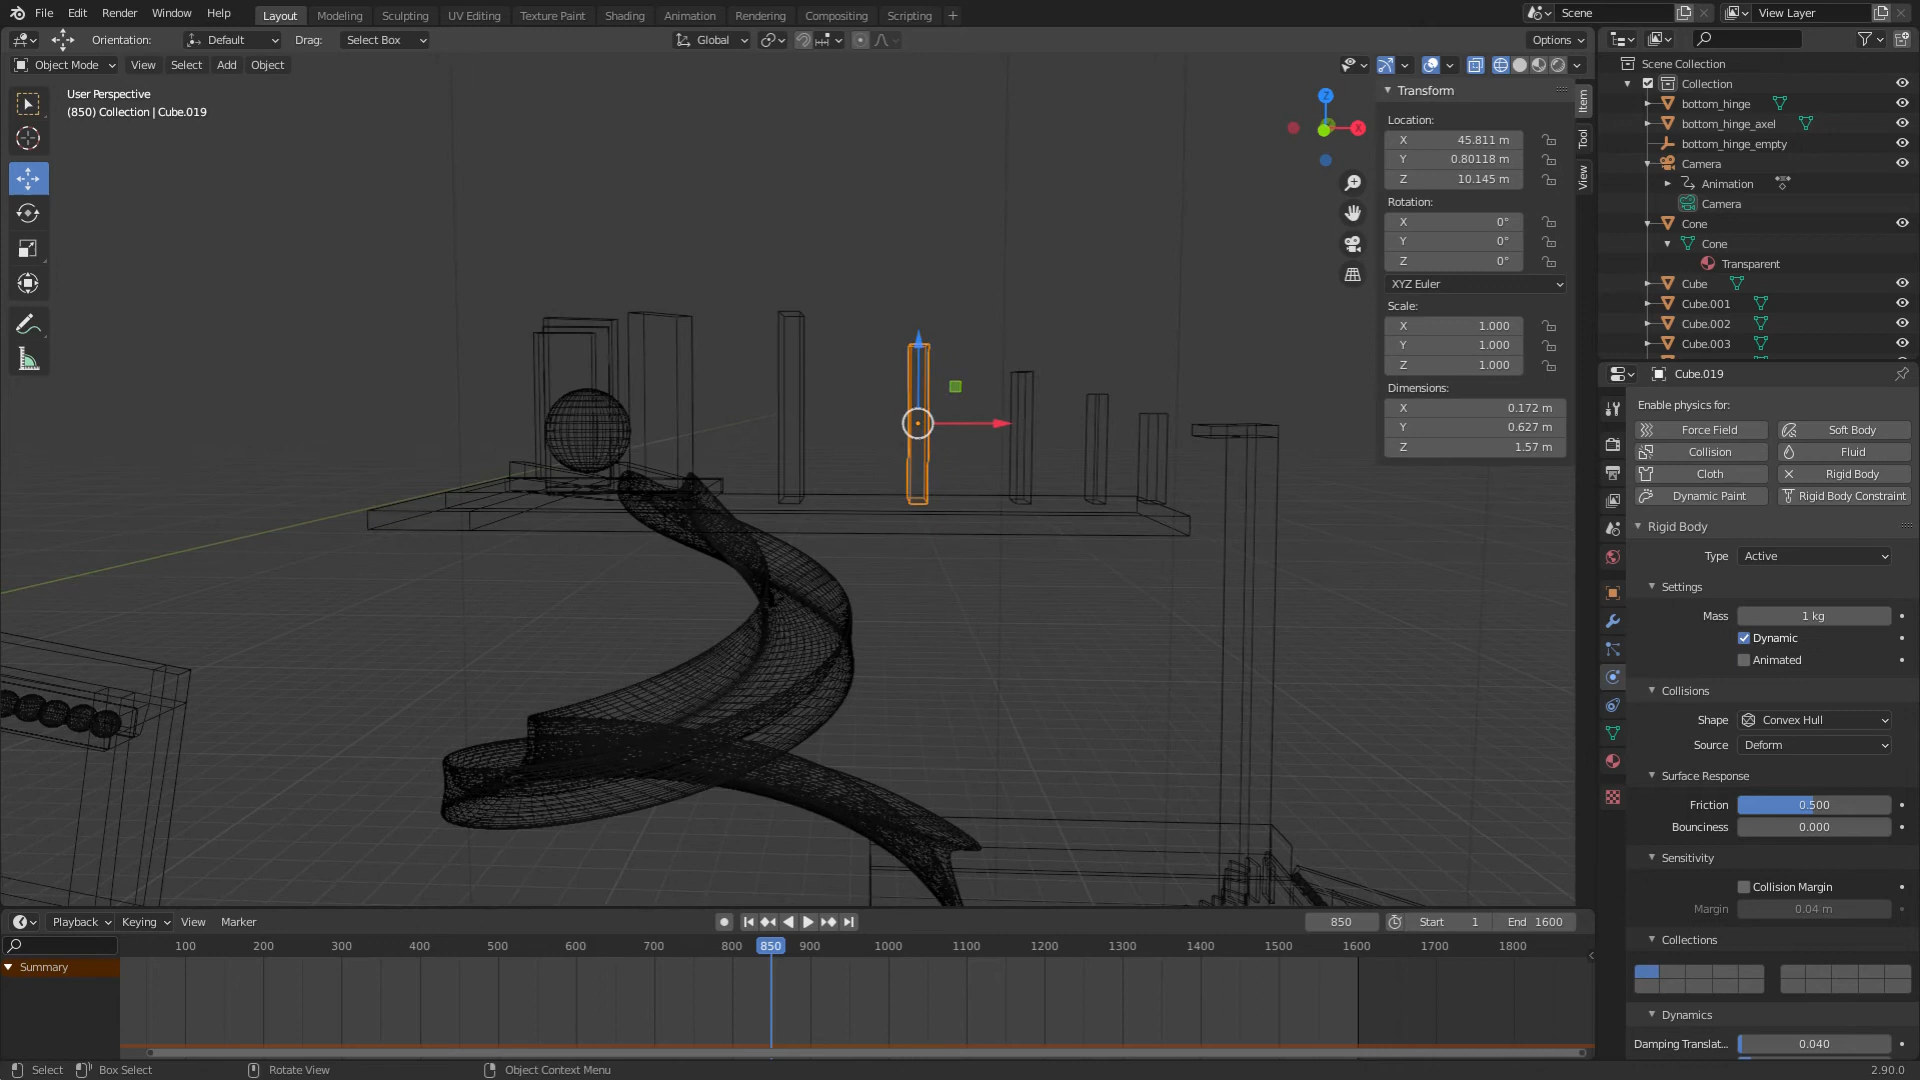 File Edit Render Window Help Layout Modeling Sculpting UV Editing Texture Paint Shading Animation Rendering Compositing Scripting + Scene View Layer
Orientation: Default Drag: Select Box Global Options
Object Mode View Select Add Object
User Perspective
(850) Collection | Cube.019
Z
X
Transform
Location:
X 45.811 m
Y 0.80118 m
Z 10.145 m
Rotation:
X 0°
Y 0°
Z 0°
XYZ Euler
Scale:
X 1.000
Y 1.000
Z 1.000
Dimensions:
X 0.172 m
Y 0.627 m
Z 1.57 m
Item
Tool
View
Scene Collection
Collection
bottom_hinge
bottom_hinge_axel
bottom_hinge_empty
Camera
Animation
Camera
Cone
Cone
Transparent
Cube
Cube.001
Cube.002
Cube.003
Cube.019
Enable physics for:
Force Field Soft Body
Collision Fluid
Cloth Rigid Body
Dynamic Paint Rigid Body Constraint
Rigid Body
Type Active
Settings
Mass 1 kg
Dynamic
Animated
Collisions
Shape Convex Hull
Source Deform
Surface Response
Friction 0.500
Bounciness 0.000
Sensitivity
Collision Margin
Margin 0.04 m
Collections
Dynamics
Damping Translat... 0.040
Playback Keying View Marker 850 Start 1 End 1600
100 200 300 400 500 600 700 800 850 900 1000 1100 1200 1300 1400 1500 1600 1700 1800
Summary
Select Box Select Rotate View Object Context Menu 2.90.0